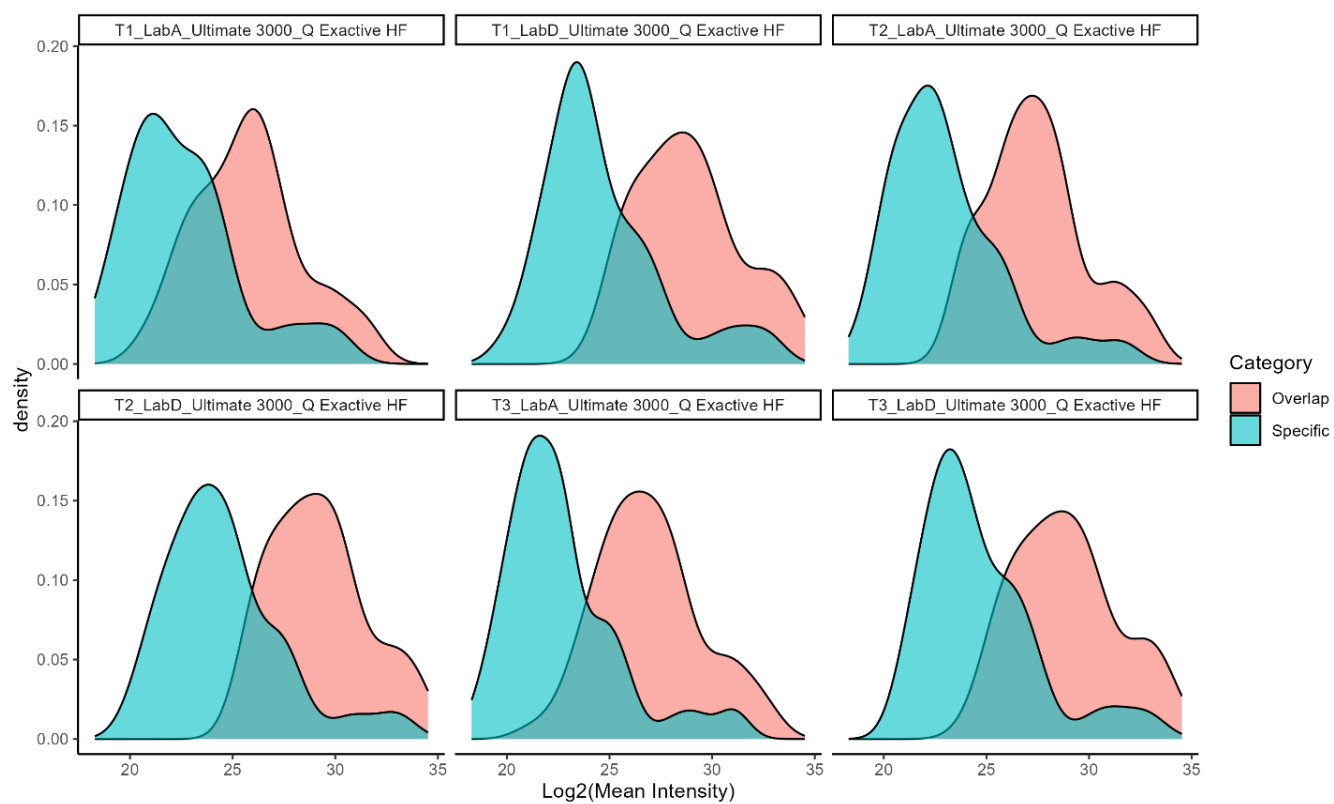 T1_LabA_Ultimate 3000_Q Exactive HF
T1_LabD_Ultimate 3000_Q Exactive HF
T2_LabA_Ultimate 3000_Q Exactive HF
0.20
0.15
0.10
0.05
0.00
T2_LabD_Ultimate 3000_Q Exactive HF
T3_LabA_Ultimate 3000_Q Exactive HF
T3_LabD_Ultimate 3000_Q Exactive HF
0.20
0.15
0.10
0.05
0.00
density
20 25 30 35
20 25 30 35
20 25 30 35
Log2(Mean Intensity)
Category
Overlap
Specific